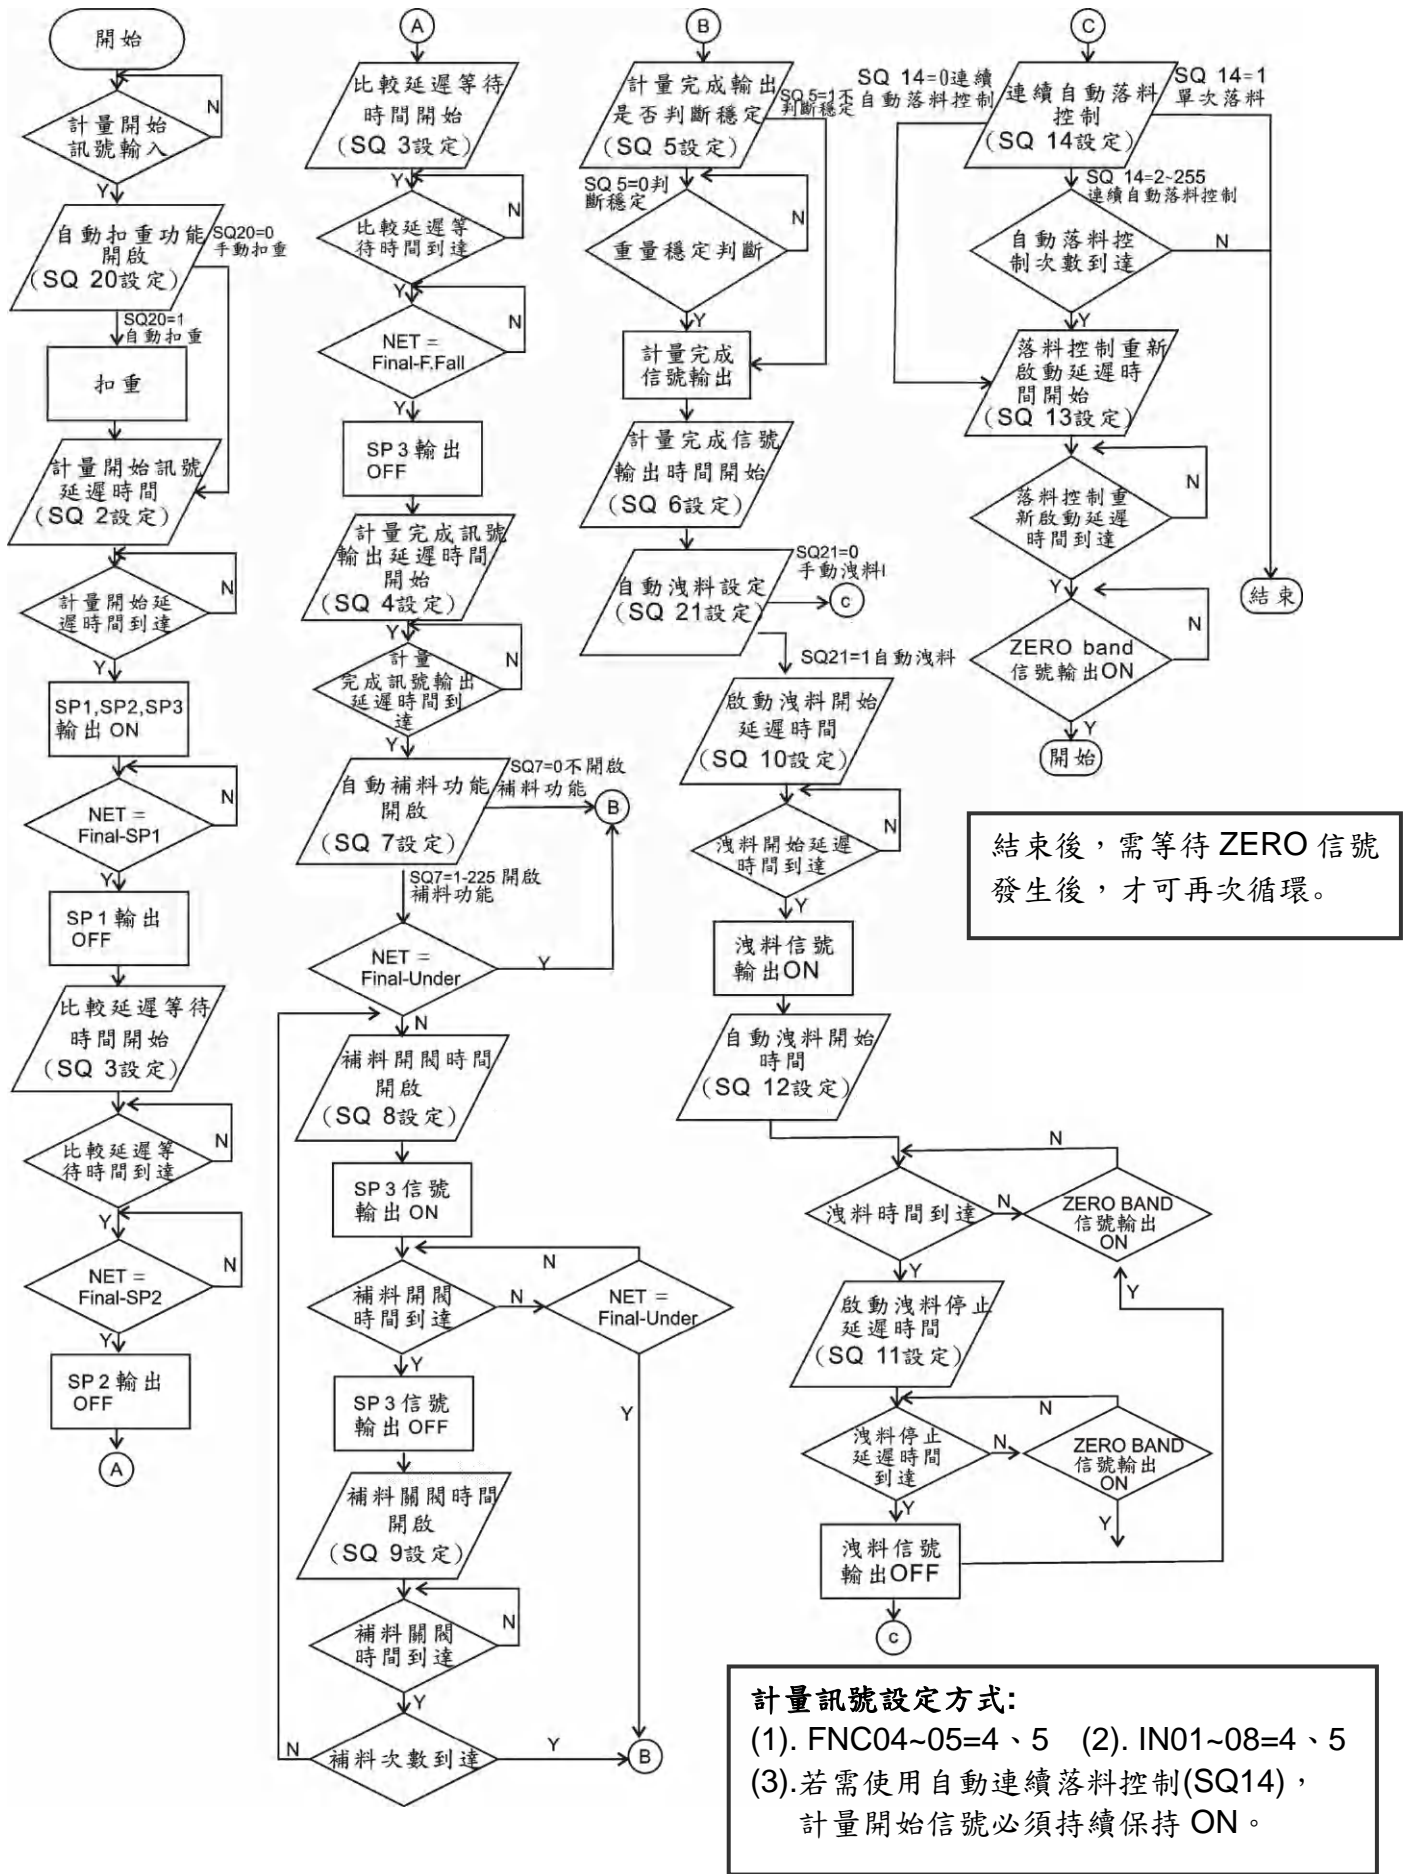 開始
計量開始
訊號輸入
N
Y
自動扣重功能
開啟
(SQ 20設定)
SQ20=0
手動扣重
SQ20=1
自動扣重
扣重
計量開始訊號
延遲時間
(SQ 2設定)
計量開始延
遲時間到達
N
Y
SP1,SP2,SP3
輸出ON
NET =
Final-SP1
N
Y
SP1輸出
OFF
比較延遲等待
時間開始
(SQ 3設定)
比較延遲等
待時間到達
N
Y
NET =
Final-SP2
N
Y
SP2輸出
OFF
A
A
比較延遲等待
時間開始
(SQ 3設定)
Y
比較延遲等
待時間到達
N
Y
NET =
Final-F.Fall
N
Y
SP3輸出
OFF
計量完成訊號
輸出延遲時間
開始
(SQ 4設定)
Y
計量
完成訊號輸出
延遲時間到
達
N
Y
自動補料功能
開啟
(SQ 7設定)
SQ7=0不開啟
補料功能
B
SQ7=1-225 開啟
補料功能
NET =
Final-Under
Y
N
補料開閥時間
開啟
(SQ 8設定)
SP3信號
輸出ON
補料開閥
時間到達
N
N
NET =
Final-Under
Y
Y
SP3信號
輸出OFF
補料關閥時間
開啟
(SQ 9設定)
補料關閥
時間到達
N
Y
補料次數到達
N
Y
B
B
計量完成輸出
是否判斷穩定
(SQ 5設定)
SQ 5=1不
判斷穩定
SQ 5=0判
斷穩定
重量穩定判斷
N
Y
計量完成
信號輸出
計量完成信號
輸出時間開始
(SQ 6設定)
自動洩料設定
(SQ 21設定)
SQ21=0
手動洩料
c
SQ21=1自動洩料
啟動洩料開始
延遲時間
(SQ 10設定)
洩料開始延遲
時間到達
N
Y
洩料信號
輸出ON
自動洩料開始
時間
(SQ 12設定)
洩料時間到達
N
N
ZERO BAND
信號輸出
ON
Y
Y
啟動洩料停止
延遲時間
(SQ 11設定)
洩料停止
延遲時間
到達
N
N
ZERO BAND
信號輸出
ON
Y
Y
洩料信號
輸出OFF
c
C
連續自動落料
控制
(SQ 14設定)
SQ 14=0連續
自動落料控制
SQ 14=1
單次落料
SQ 14=2~255
連續自動落料控制
自動落料控
制次數到達
N
Y
落料控制重新
啟動延遲時
間開始
(SQ 13設定)
落料控制重
新啟動延遲
時間到達
N
Y
ZERO band
信號輸出ON
N
Y
開始
結束
結束後，需等待 ZERO 信號
發生後，才可再次循環。
計量訊號設定方式:
(1). FNC04~05=4、5 (2). IN01~08=4、5
(3).若需使用自動連續落料控制(SQ14)，
計量開始信號必須持續保持 ON。